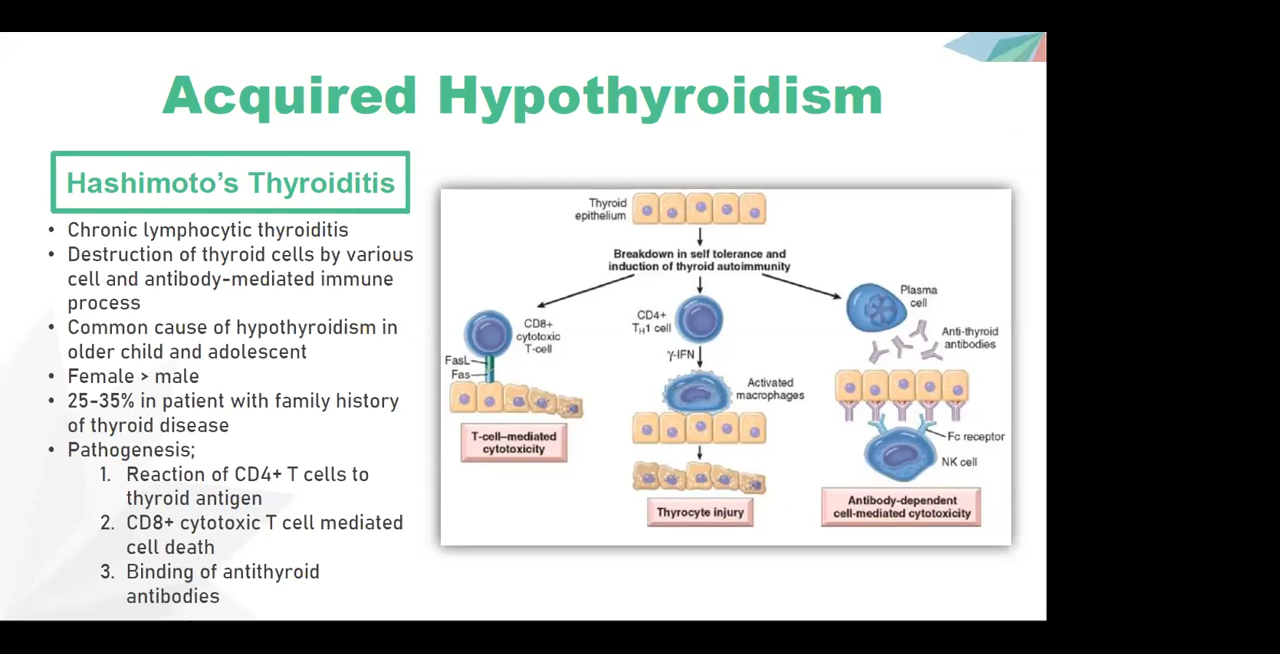 Acquired Hypothyroidism
Hashimoto's Thyroiditis
• Chronic lymphocytic thyroiditis
• Destruction of thyroid cells by various
cell and antibody-mediated immune
process
• Common cause of hypothyroidism in
older child and adolescent
• Female > male
• 25-35% in patient with family history
of thyroid disease
• Pathogenesis;
1. Reaction of CD4+ T cells to
thyroid antigen
2. CD8+ cytotoxic T cell mediated
cell death
3. Binding of antithyroid
antibodies
Thyroid
epithelium
Breakdown in self tolerance and
induction of thyroid autoimmunity
CD8+
cytotoxic
T-cell
FasL
Fas
T-cell–mediated
cytotoxicity
CD4+
TH1 cell
γ-IFN
Activated
macrophages
Thyrocyte injury
Plasma
cell
Anti-thyroid
antibodies
Fc receptor
NK cell
Antibody-dependent
cell-mediated cytotoxicity